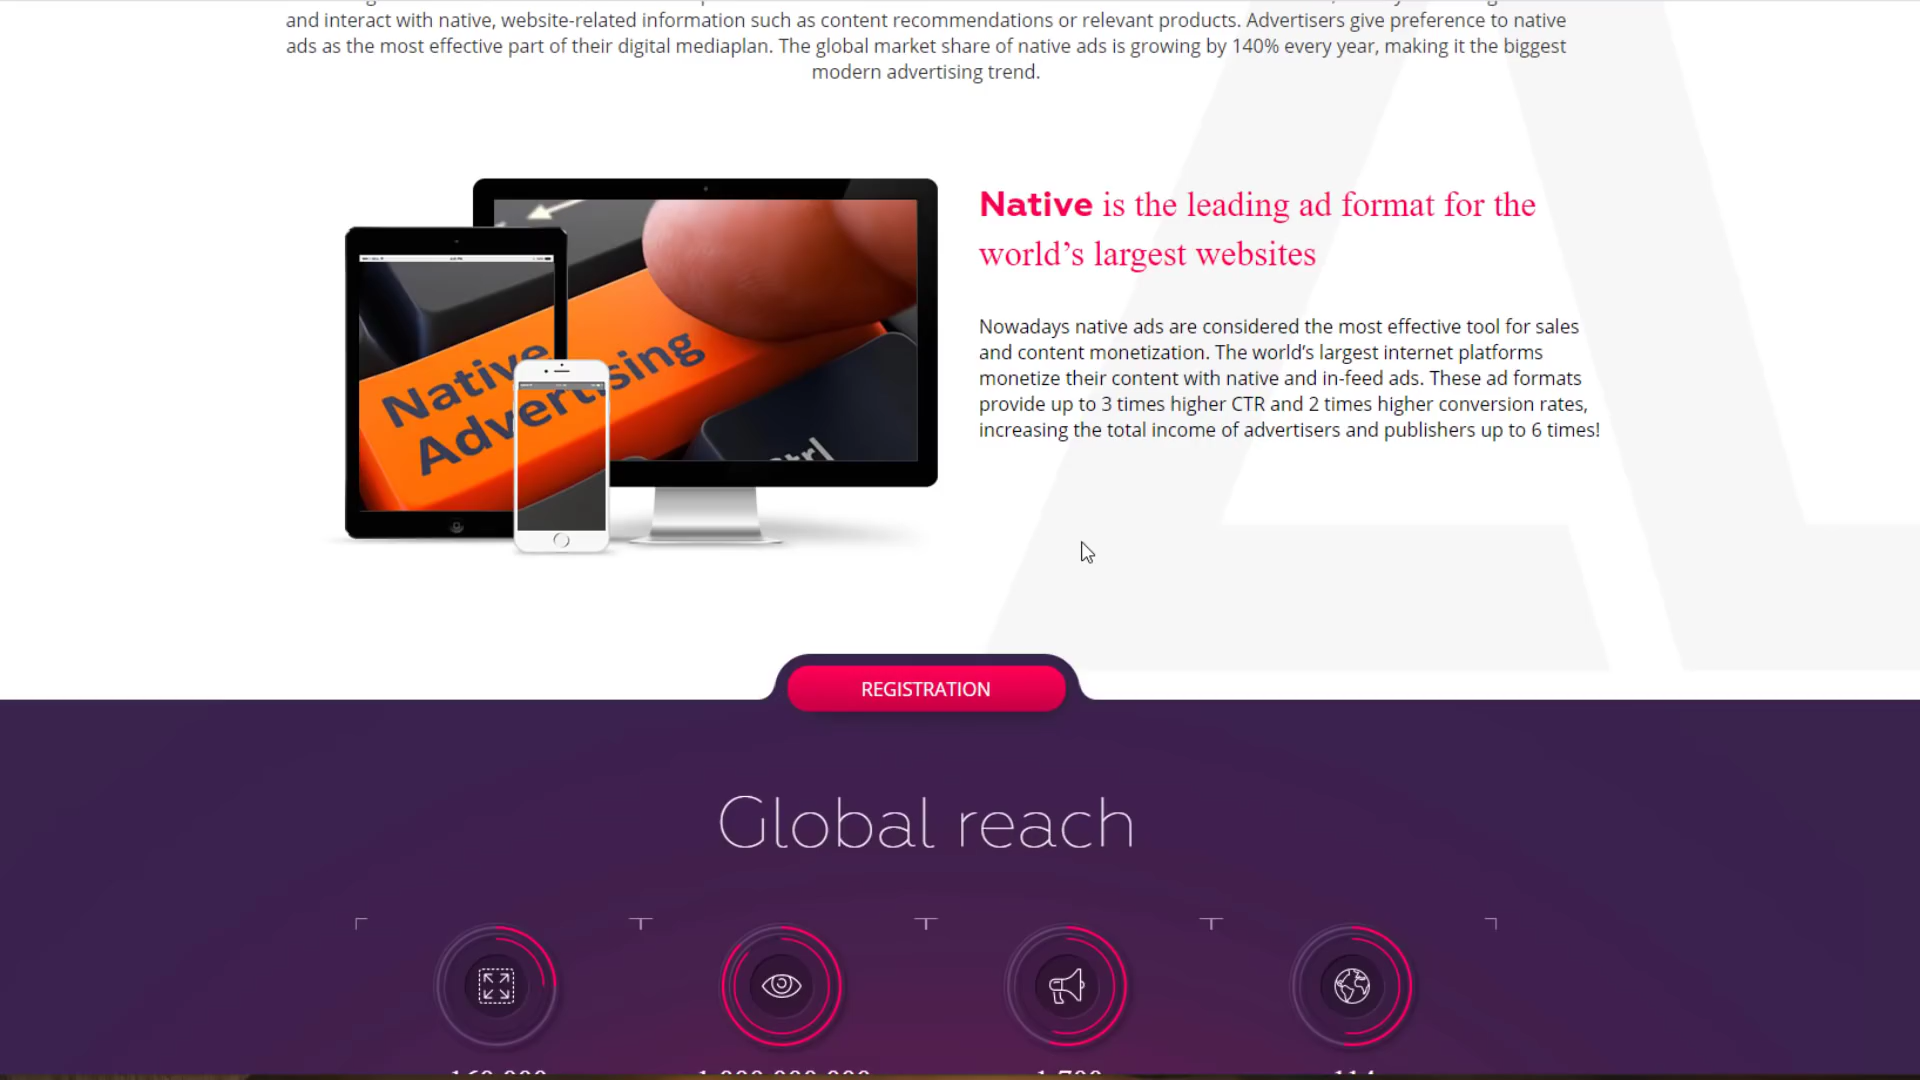 and interact with native, website-related information such as content recommendations or relevant products. Advertisers give preference to native
ads as the most effective part of their digital mediaplan. The global market share of native ads is growing by 140% every year, making it the biggest
modern advertising trend.
Native is the leading ad format for the
world’s largest websites
Nowadays native ads are considered the most effective tool for sales
and content monetization. The world’s largest internet platforms
monetize their content with native and in-feed ads. These ad formats
provide up to 3 times higher CTR and 2 times higher conversion rates,
increasing the total income of advertisers and publishers up to 6 times!
Native
Advertising
Ctrl
REGISTRATION
Global reach